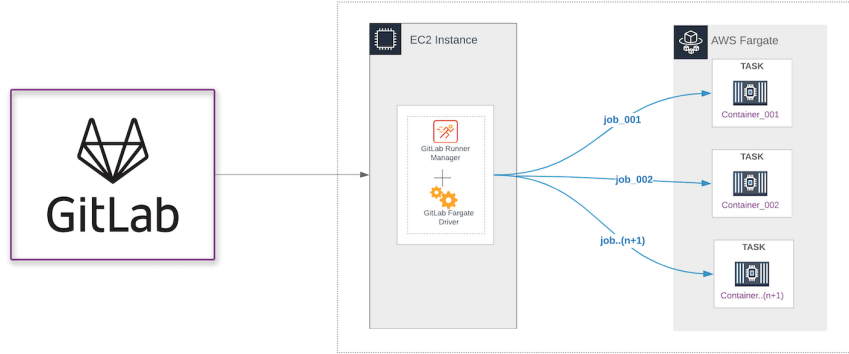 GitLab
EC2 Instance
GitLab Runner
Manager
GitLab Fargate
Driver
job_001
job_002
job..(n+1)
AWS Fargate
TASK
Container_001
TASK
Container_002
TASK
Container..(n+1)